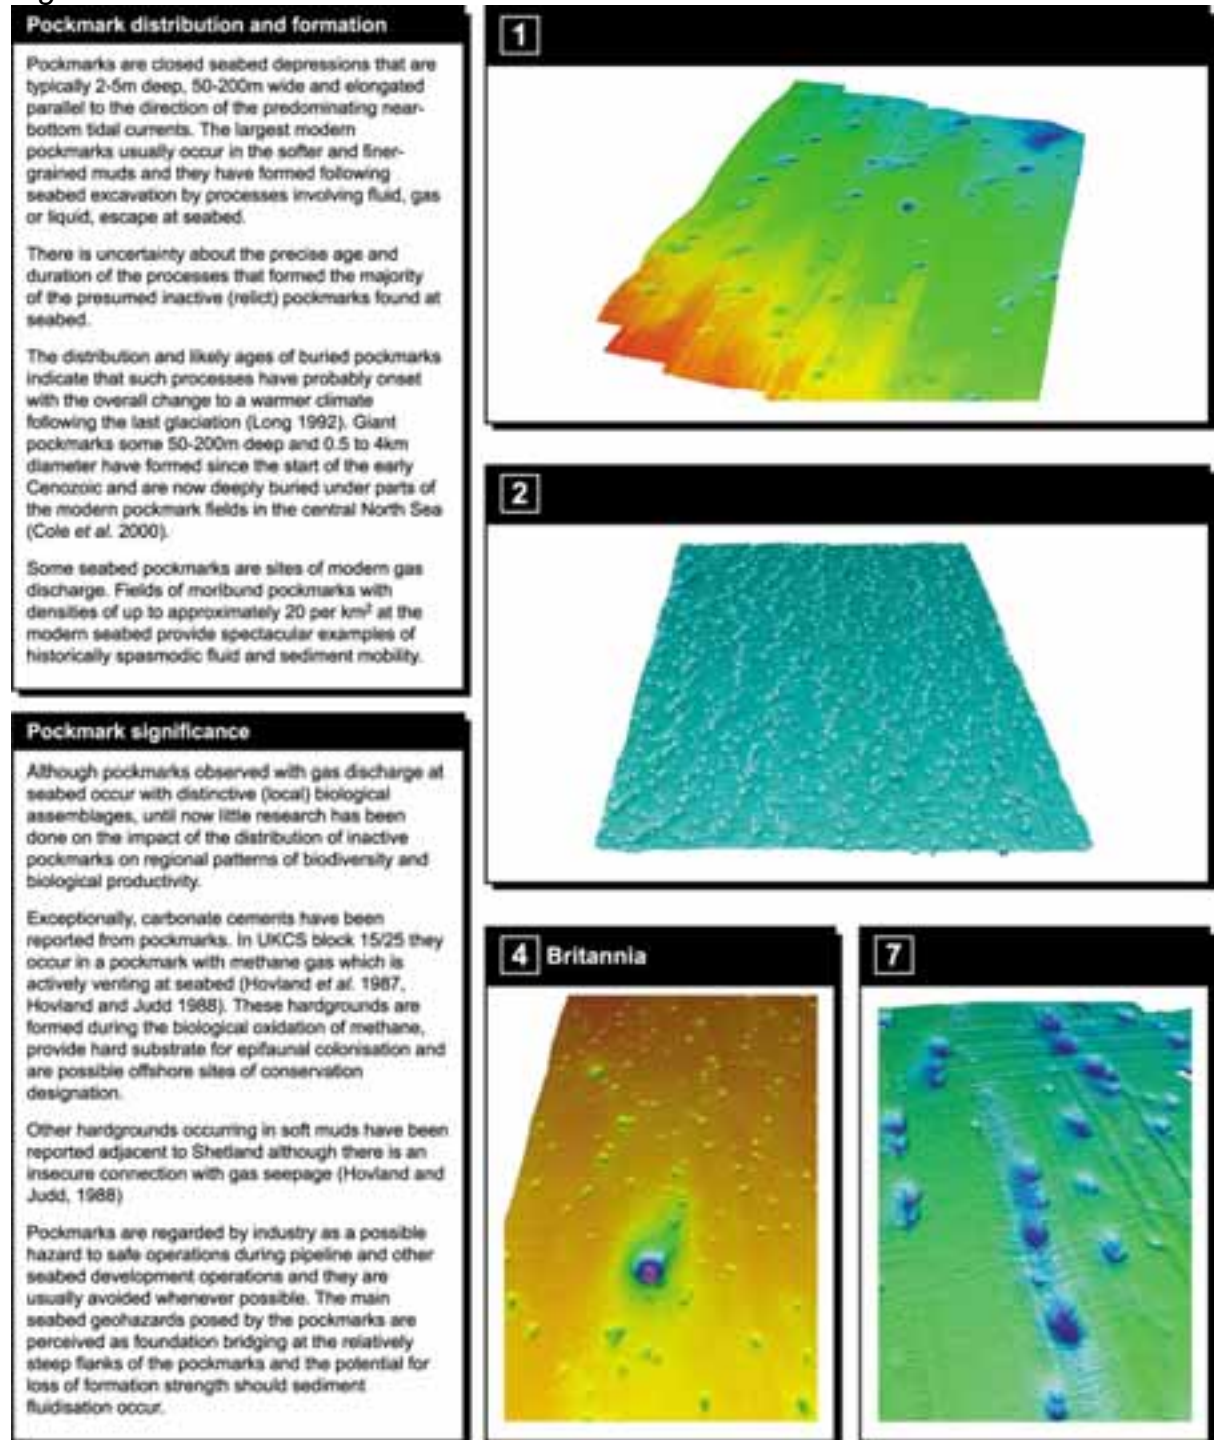 Pockmark distribution and formation
Pockmarks are closed seabed depressions that are
typically 2-5m deep, 50-200m wide and elongated
parallel to the direction of the predominating near-
bottom tidal currents. The largest modern
pockmarks usually occur in the softer and finer-
grained muds and they have formed following
seabed excavation by processes involving fluid, gas
or liquid, escape at seabed.
There is uncertainty about the precise age and
duration of the processes that formed the majority
of the presumed inactive (relict) pockmarks found at
seabed.
The distribution and likely ages of buried pockmarks
indicate that such processes have probably onset
with the overall change to a warmer climate
following the last glaciation (Long 1992). Giant
pockmarks some 50-200m deep and 0.5 to 4km
diameter have formed since the start of the early
Cenozoic and are now deeply buried under parts of
the modern pockmark fields in the central North Sea
(Cole et al. 2000).
Some seabed pockmarks are sites of modern gas
discharge. Fields of moribund pockmarks with
densities of up to approximately 20 per km² at the
modern seabed provide spectacular examples of
historically spasmodic fluid and sediment mobility.
Pockmark significance
Although pockmarks observed with gas discharge at
seabed occur with distinctive (local) biological
assemblages, until now little research has been
done on the impact of the distribution of inactive
pockmarks on regional patterns of biodiversity and
biological productivity.
Exceptionally, carbonate cements have been
reported from pockmarks. In UKCS block 15/25 they
occur in a pockmark with methane gas which is
actively venting at seabed (Hovland et al. 1987,
Hovland and Judd 1988). These hardgrounds are
formed during the biological oxidation of methane,
provide hard substrate for epifaunal colonisation and
are possible offshore sites of conservation
designation.
Other hardgrounds occurring in soft muds have been
reported adjacent to Shetland although there is an
insecure connection with gas seepage (Hovland and
Judd, 1988)
Pockmarks are regarded by industry as a possible
hazard to safe operations during pipeline and other
seabed development operations and they are
usually avoided whenever possible. The main
seabed geohazards posed by the pockmarks are
perceived as foundation bridging at the relatively
steep flanks of the pockmarks and the potential for
loss of formation strength should sediment
fluidisation occur.
1
2
4 Britannia
7